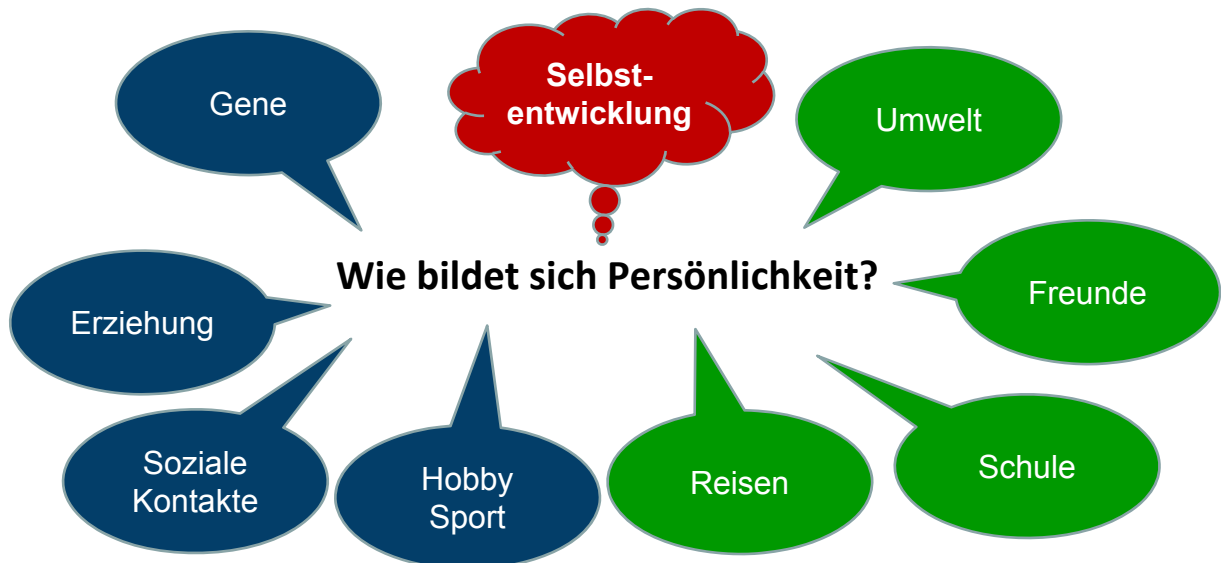 Gene
Selbst-
entwicklung
Umwelt
Wie bildet sich Persönlichkeit?
Erziehung
Freunde
Soziale
Kontakte
Hobby
Sport
Reisen
Schule